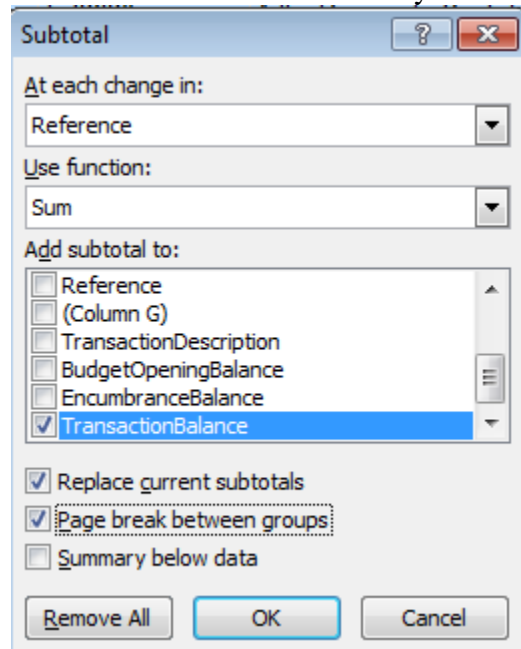 Subtotal
At each change in:
Reference
Use function:
Sum
Add subtotal to:
Reference
(Column G)
TransactionDescription
BudgetOpeningBalance
EncumbranceBalance
TransactionBalance
Replace current subtotals
Page break between groups
Summary below data
Remove All OK Cancel